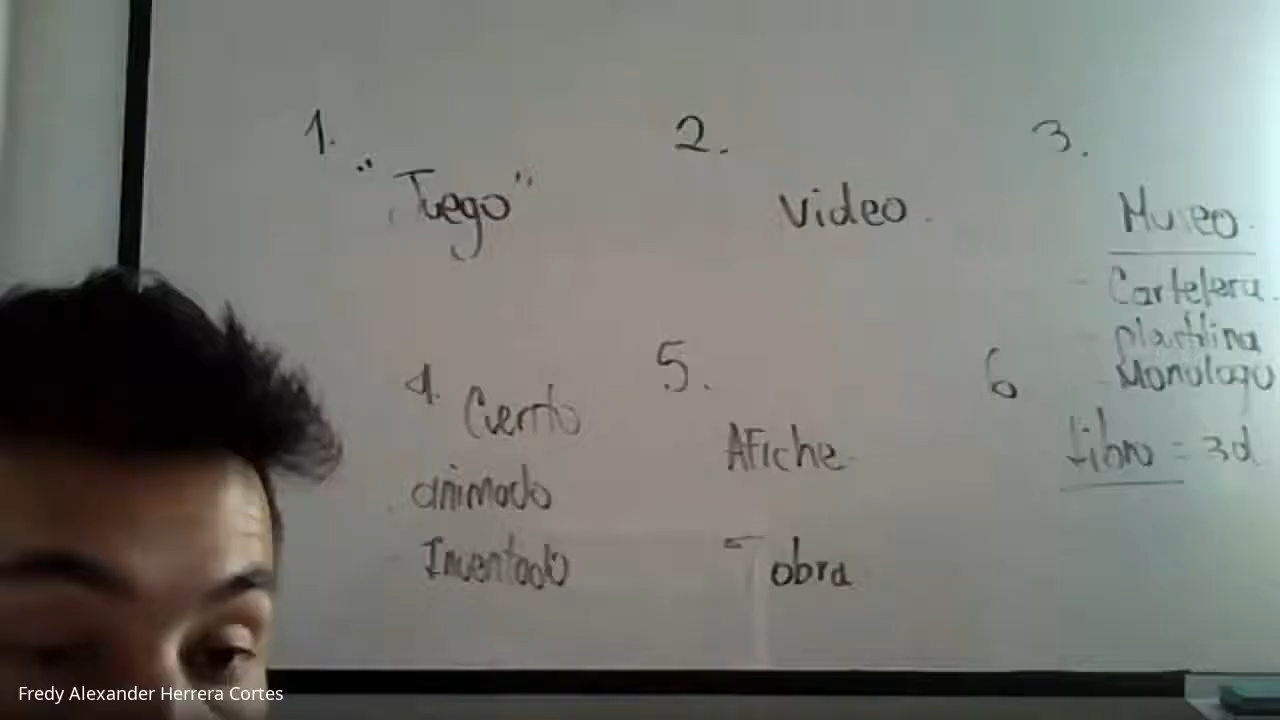 1.
"Juego"
2.
video.
3.
Museo.
- Cartelera.
- plastilina
- Monologo
4. Cuento
animado
- Inventado
5.
Afiche
- obra
6
libro = 3d
Fredy Alexander Herrera Cortes